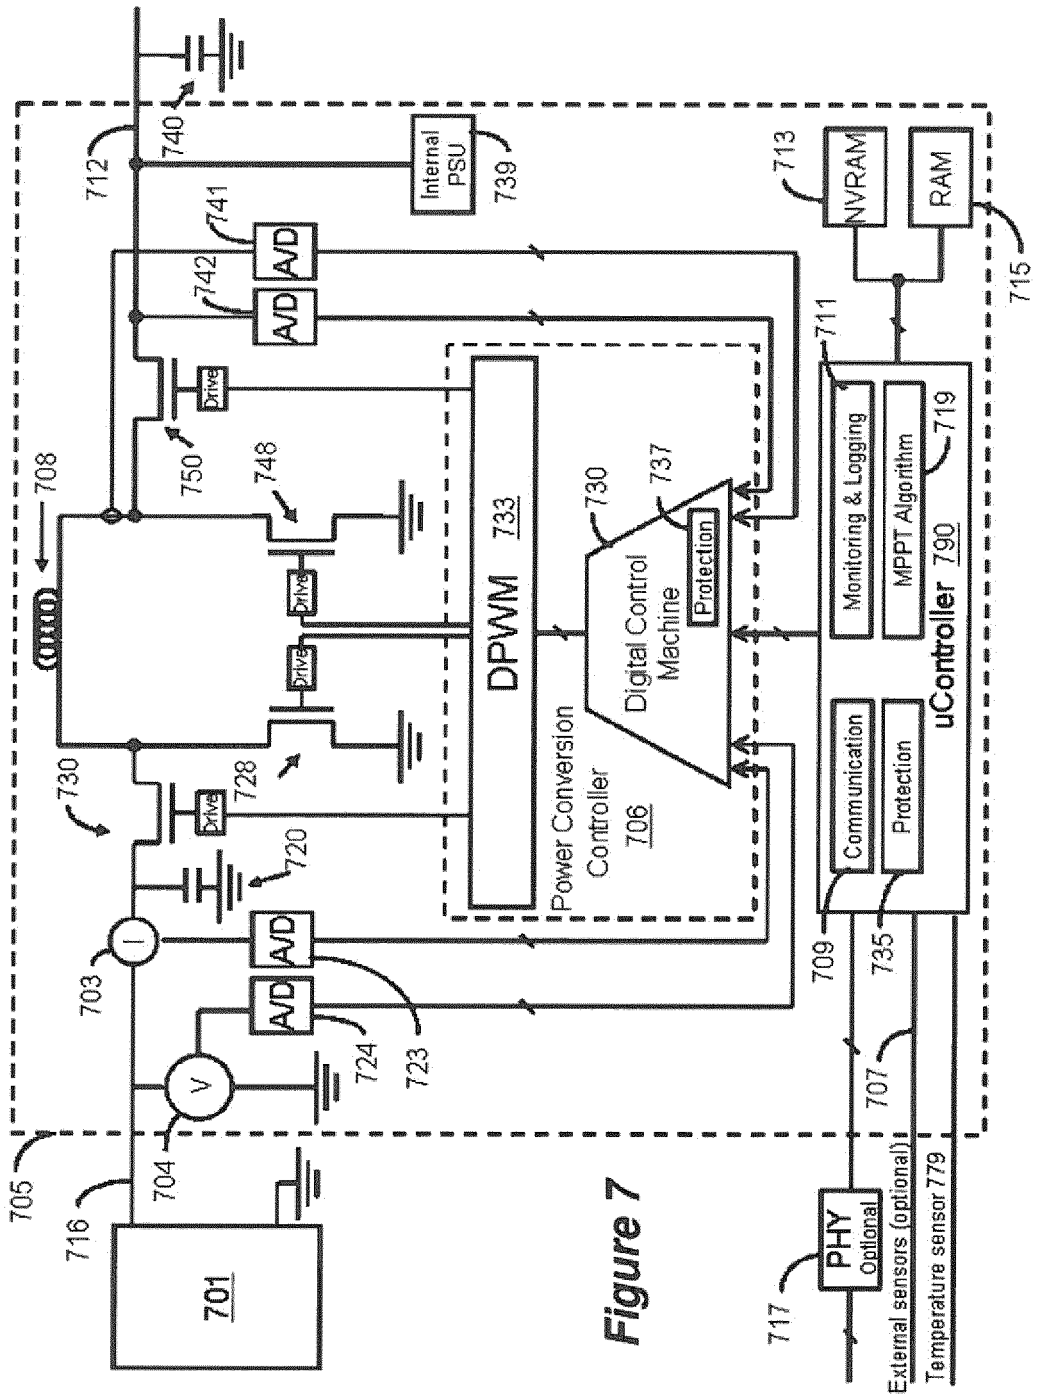 705
716
701
704
V
703
I
724
A/D
723
A/D
720
730
Drive
728
Drive
708
Drive
748
750
Drive
742
A/D
741
A/D
712
740
Internal
PSU
739
DPWM
733
Power Conversion
Controller
706
Digital Control
Machine
730
737
Protection
709
Communication
735
Protection
711
Monitoring & Logging
MPPT Algorithm
719
uController 790
713
NVRAM
RAM
715
717
PHY
optional
707
External sensors (optional)
Temperature sensor 779
Figure 7